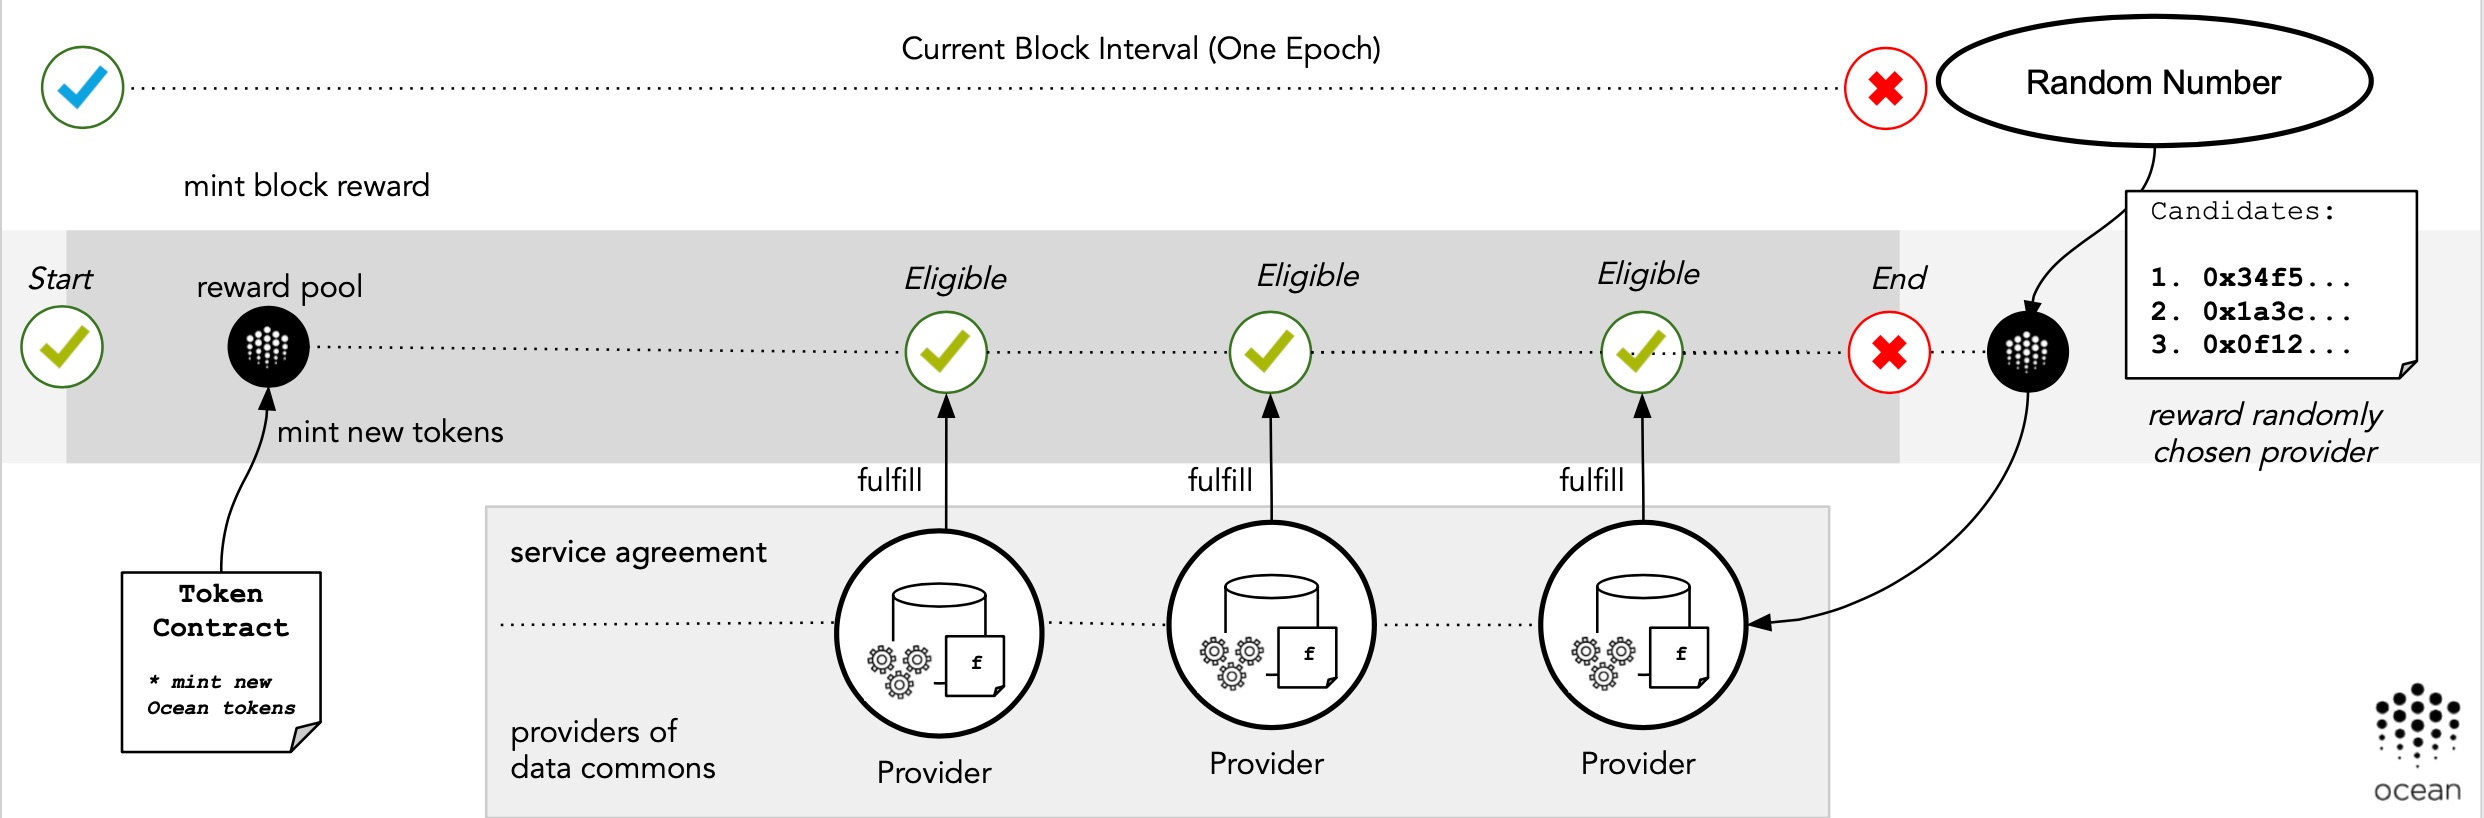 Current Block Interval (One Epoch)
Random Number
mint block reward
Candidates:
1. 0x34f5...
2. 0x1a3c...
3. 0x0f12...
Start
reward pool
Eligible
Eligible
Eligible
End
mint new tokens
reward randomly
chosen provider
fulfill
fulfill
fulfill
Token
Contract
* mint new
Ocean tokens
service agreement
f
f
f
providers of
data commons
Provider
Provider
Provider
ocean